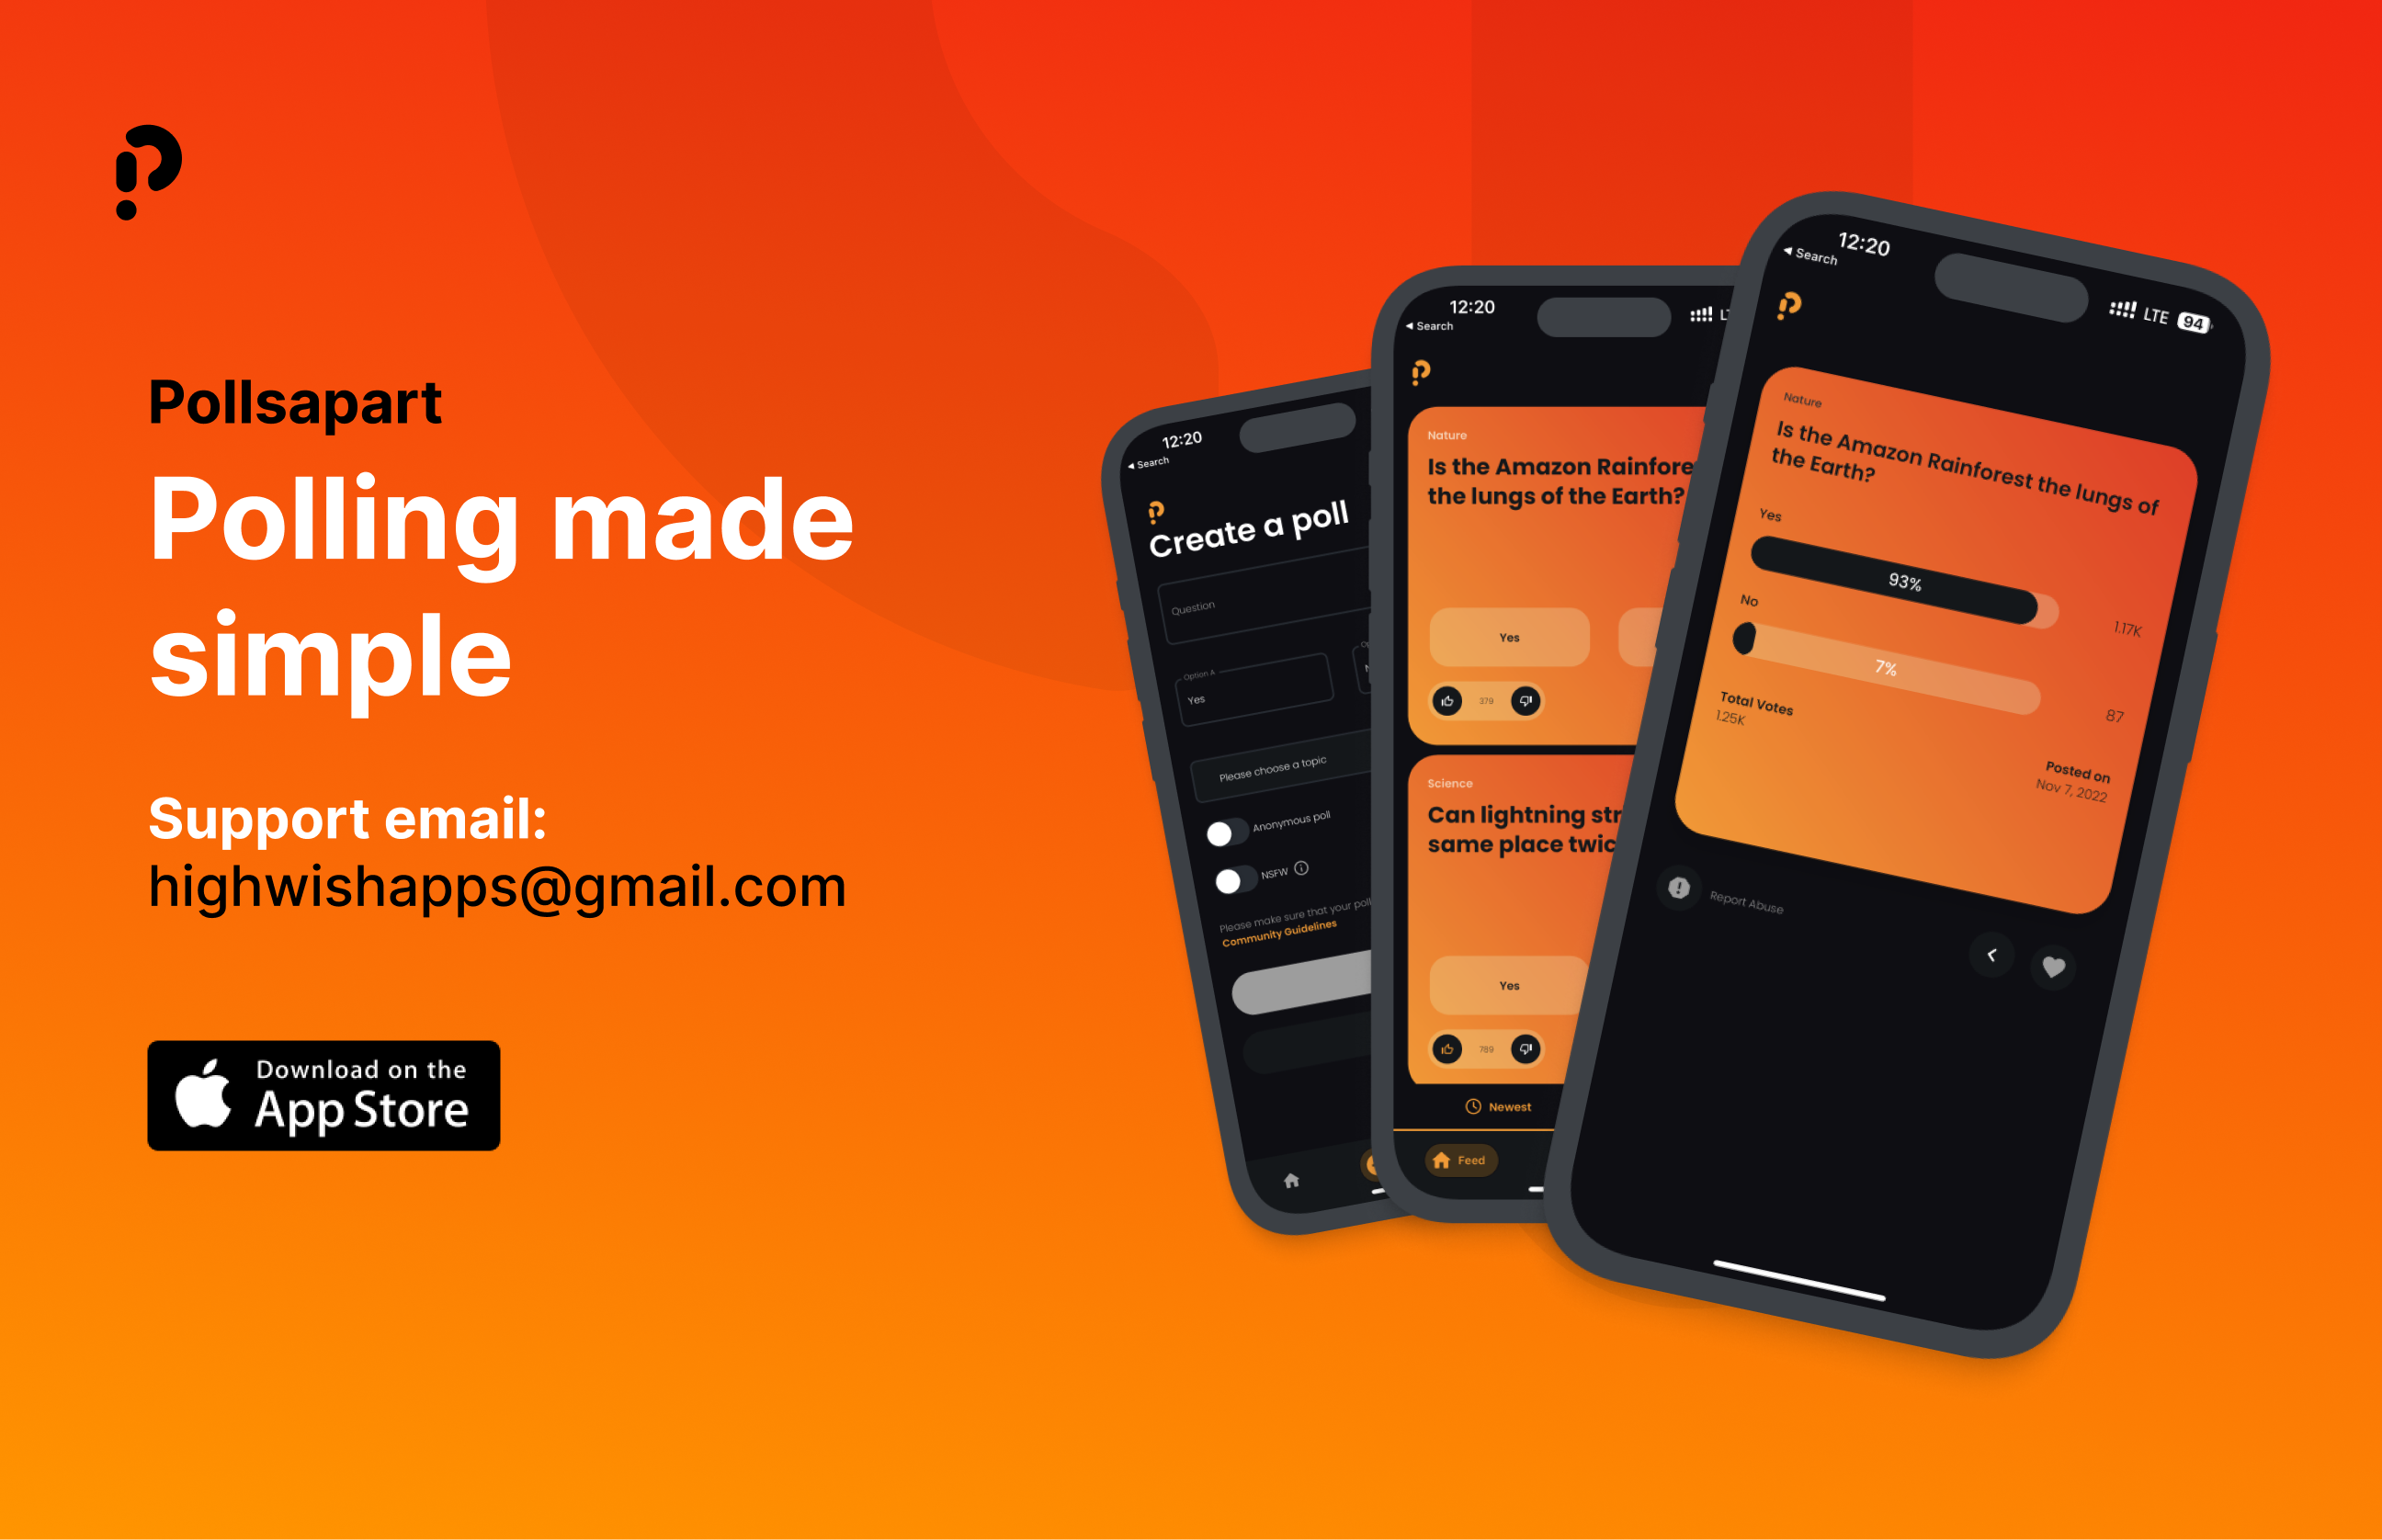 Pollsapart
Polling made
simple
Support email:
highwishapps@gmail.com
Download on the
App Store
12:20
Search
Create a poll
Question
Option A
Yes
Please choose a topic
Anonymous poll
NSFW
Please make sure that your poll
Community Guidelines
12:20
Search
Nature
Is the Amazon Rainfore
the lungs of the Earth?
Yes
379
Science
Can lightning str
same place twic
Yes
789
Newest
Feed
12:20
Search
LTE 94
Nature
Is the Amazon Rainforest the lungs of
the Earth?
Yes
93%
1.17K
No
7%
87
Total Votes
1.25K
Posted on
Nov 7, 2022
Report Abuse